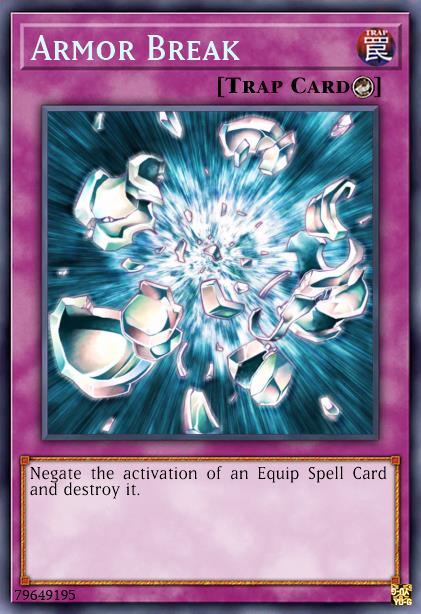 Armor Break
TRAP
罠
[Trap Card]
Negate the activation of an Equip Spell Card
and destroy it.
79649195